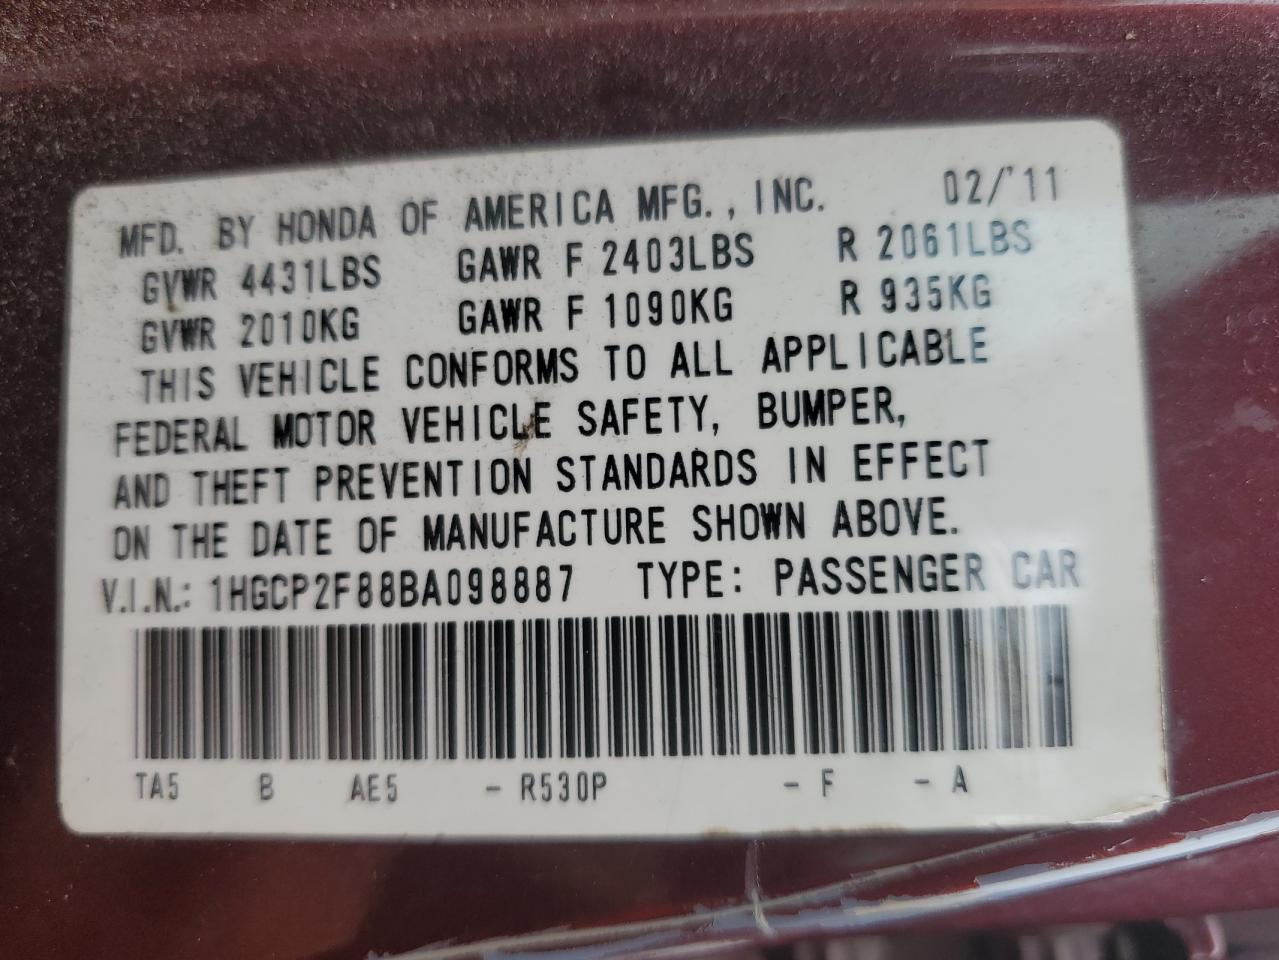 MFD. BY HONDA OF AMERICA MFG., INC. 02/'11
GVWR 4431LBS GAWR F 2403LBS R 2061LBS
GVWR 2010KG GAWR F 1090KG R 935KG
THIS VEHICLE CONFORMS TO ALL APPLICABLE
FEDERAL MOTOR VEHICLE SAFETY, BUMPER,
AND THEFT PREVENTION STANDARDS IN EFFECT
ON THE DATE OF MANUFACTURE SHOWN ABOVE.
V.I.N.: 1HGCP2F88BA098887 TYPE: PASSENGER CAR
TA5 B AE5 - R530P - F - A